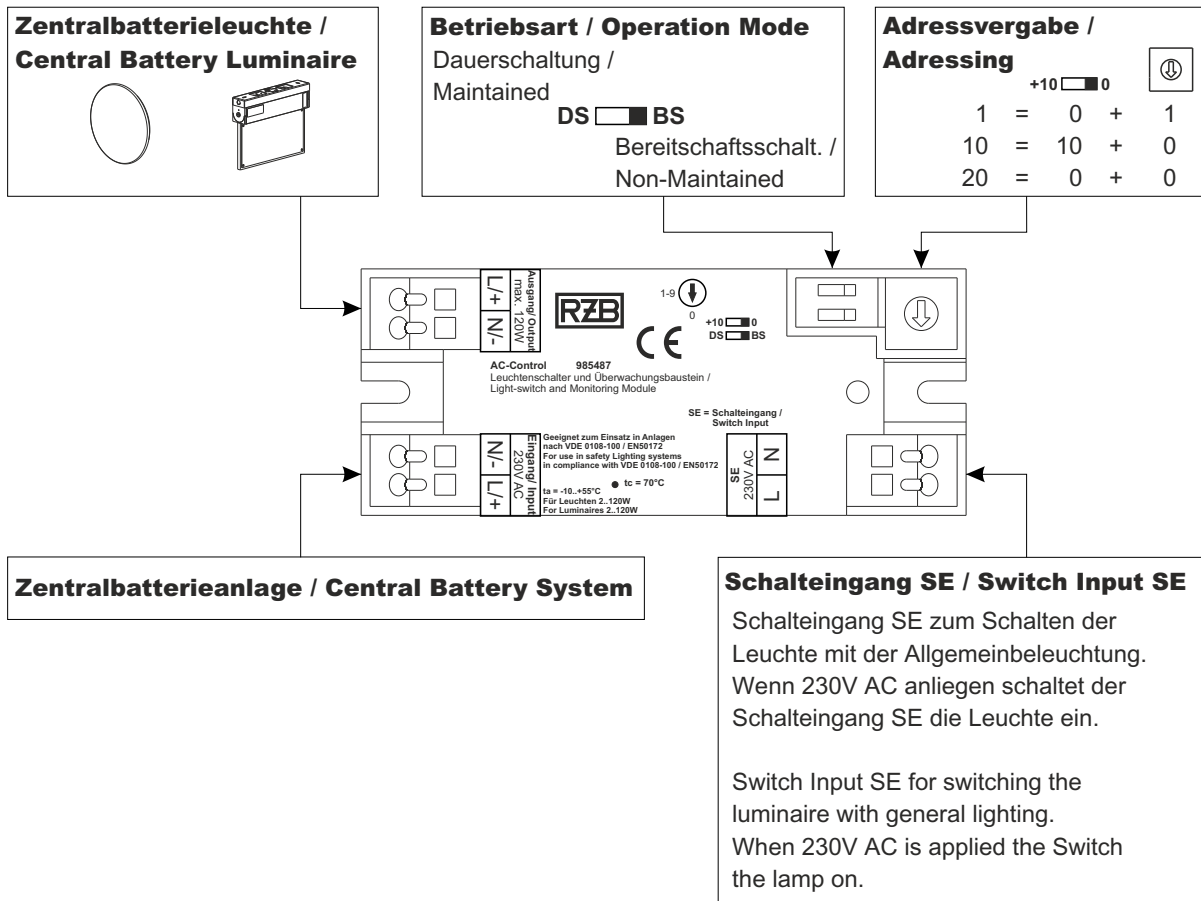 Zentralbatterieleuchte /
Central Battery Luminaire
Betriebsart / Operation Mode
Dauerschaltung /
Maintained
DS BS
Bereitschaftsschalt. /
Non-Maintained
Adressvergabe /
Adressing
+10 0
1 = 0 + 1
10 = 10 + 0
20 = 0 + 0
L/+
N/-
Ausgang/ Output
max. 120W
RZB
CE
1-9
0
+10 0
DS BS
AC-Control 985487
Leuchtenschalter und Überwachungsbaustein /
Light-switch and Monitoring Module
SE = Schalteingang /
Switch Input
N/-
L/+
Eingang/ Input
230V AC
Geeignet zum Einsatz in Anlagen
nach VDE 0108-100 / EN50172
For use in safety Lighting systems
in compliance with VDE 0108-100 / EN50172
tc = 70°C
ta = -10..+55°C
Für Leuchten 2..120W
For Luminaires 2..120W
SE
230V AC
N
L
Zentralbatterieanlage / Central Battery System
Schalteingang SE / Switch Input SE
Schalteingang SE zum Schalten der
Leuchte mit der Allgemeinbeleuchtung.
Wenn 230V AC anliegen schaltet der
Schalteingang SE die Leuchte ein.
Switch Input SE for switching the
luminaire with general lighting.
When 230V AC is applied the Switch
the lamp on.